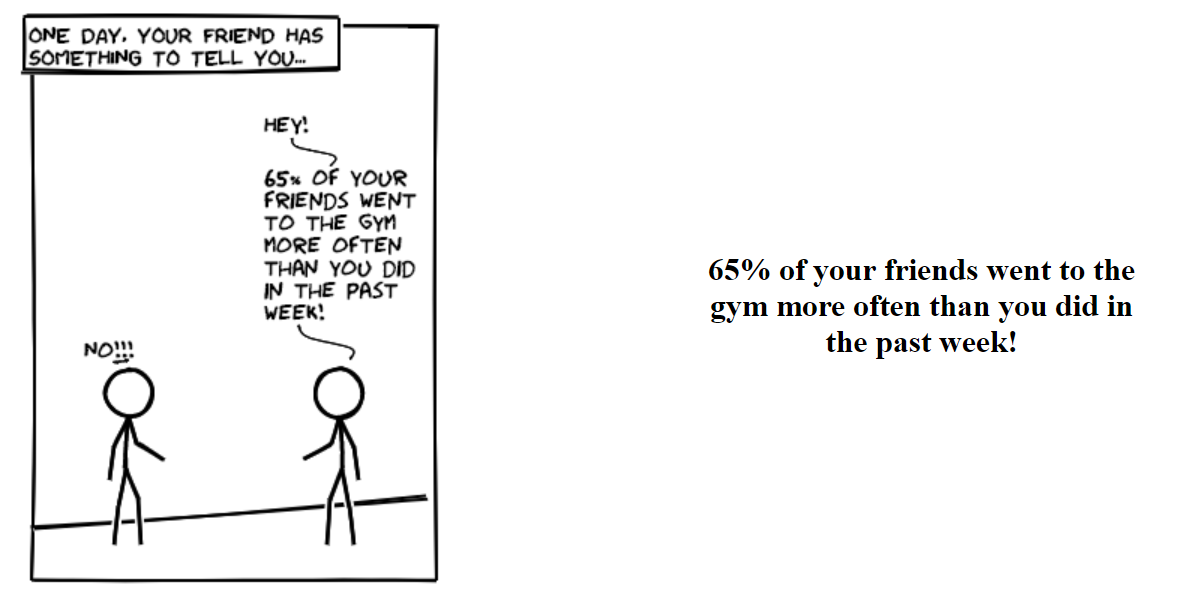 ONE DAY, YOUR FRIEND HAS
SOMETHING TO TELL YOU...
HEY!
65% OF YOUR
FRIENDS WENT
TO THE GYM
MORE OFTEN
THAN YOU DID
IN THE PAST
WEEK!
NO!!!
65% of your friends went to the
gym more often than you did in
the past week!